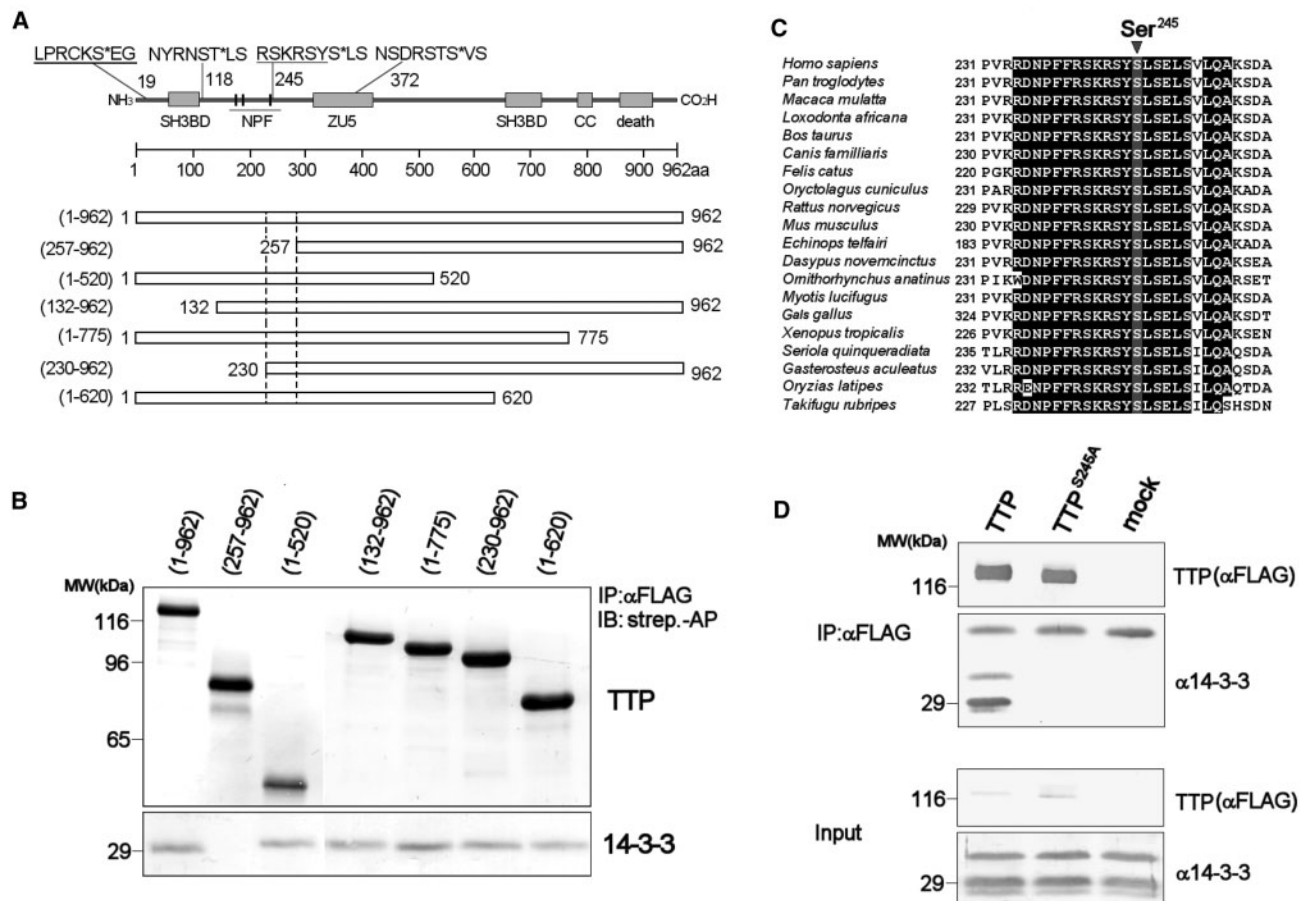 A
LPRCKS*EG NYRNST*LS RSKRSYS*LS NSDRSTS*VS
19 118 245 372
NH₃ CO₂H
SH3BD NPF ZU5 SH3BD CC death
1 100 200 300 400 500 600 700 800 900 962aa
(1-962) 1 962
(257-962) 257 962
(1-520) 1 520
(132-962) 132 962
(1-775) 1 775
(230-962) 230 962
(1-620) 1 620
B
(1-962) (257-962) (1-520) (132-962) (1-775) (230-962) (1-620)
MW(kDa)
116
96
65
29
IP:αFLAG
IB: strep.-AP
TTP
14-3-3
C
Ser²⁴⁵
Homo sapiens 231 PVRRDNPFFRSKRSYSLSELSVLQAKSDA
Pan troglodytes 231 PVRRDNPFFRSKRSYSLSELSVLQAKSDA
Macaca mulatta 231 PVRRDNPFFRSKRSYSLSELSVLQAKSDA
Loxodonta africana 231 PVRRDNPFFRSKRSYSLSELSVLQAKSDA
Bos taurus 231 PVKRDNPFFRSKRSYSLSELSVLQAKSDA
Canis familliaris 230 PVKRDNPFFRSKRSYSLSELSVLQAKSDA
Felis catus 220 PGKRDNPFFRSKRSYSLSELSVLQAKSDA
Oryctolagus cuniculus 231 PARRDNPFFRSKRSYSLSELSVLQAKADA
Rattus norvegicus 229 PVKRDNPFFRSKRSYSLSELSVLQAKSDA
Mus musculus 230 PVKRDNPFFRSKRSYSLSELSVLQAKSDA
Echinops telfairi 183 PVRRDNPFFRSKRSYSLSELSVLQAKADA
Dasypus novemcinctus 231 PVRRDNPFFRSKRSYSLSELSVLQAKSEA
Ornithorhynchus anatinus 231 PIKWDNPFFRSKRSYSLSELSVLQARSET
Myotis lucifugus 231 PVKRDNPFFRSKRSYSLSELSVLQAKSDA
Gals gallus 324 PVKRDNPFFRSKRSYSLSELSVLQAKSDT
Xenopus tropicalis 226 PVKRDNPFFRSKRSYSLSELSVLQAKSEN
Seriola quinqueradiata 235 TLRRDNPFFRSKRSYSLSELSILQAQSDA
Gasterosteus aculeatus 232 VLRRDNPFFRSKRSYSLSELSILQAKSDA
Oryzias latipes 232 TLRRENPFFRSKRSYSLSELSILQAQTDA
Takifugu rubripes 227 PLSRDNPFFRSKRSYSLSELSILQSHSDN
D
TTP TTP^S245A mock
MW(kDa)
116 TTP(αFLAG)
IP:αFLAG
29 α14-3-3
116 TTP(αFLAG)
Input
29 α14-3-3